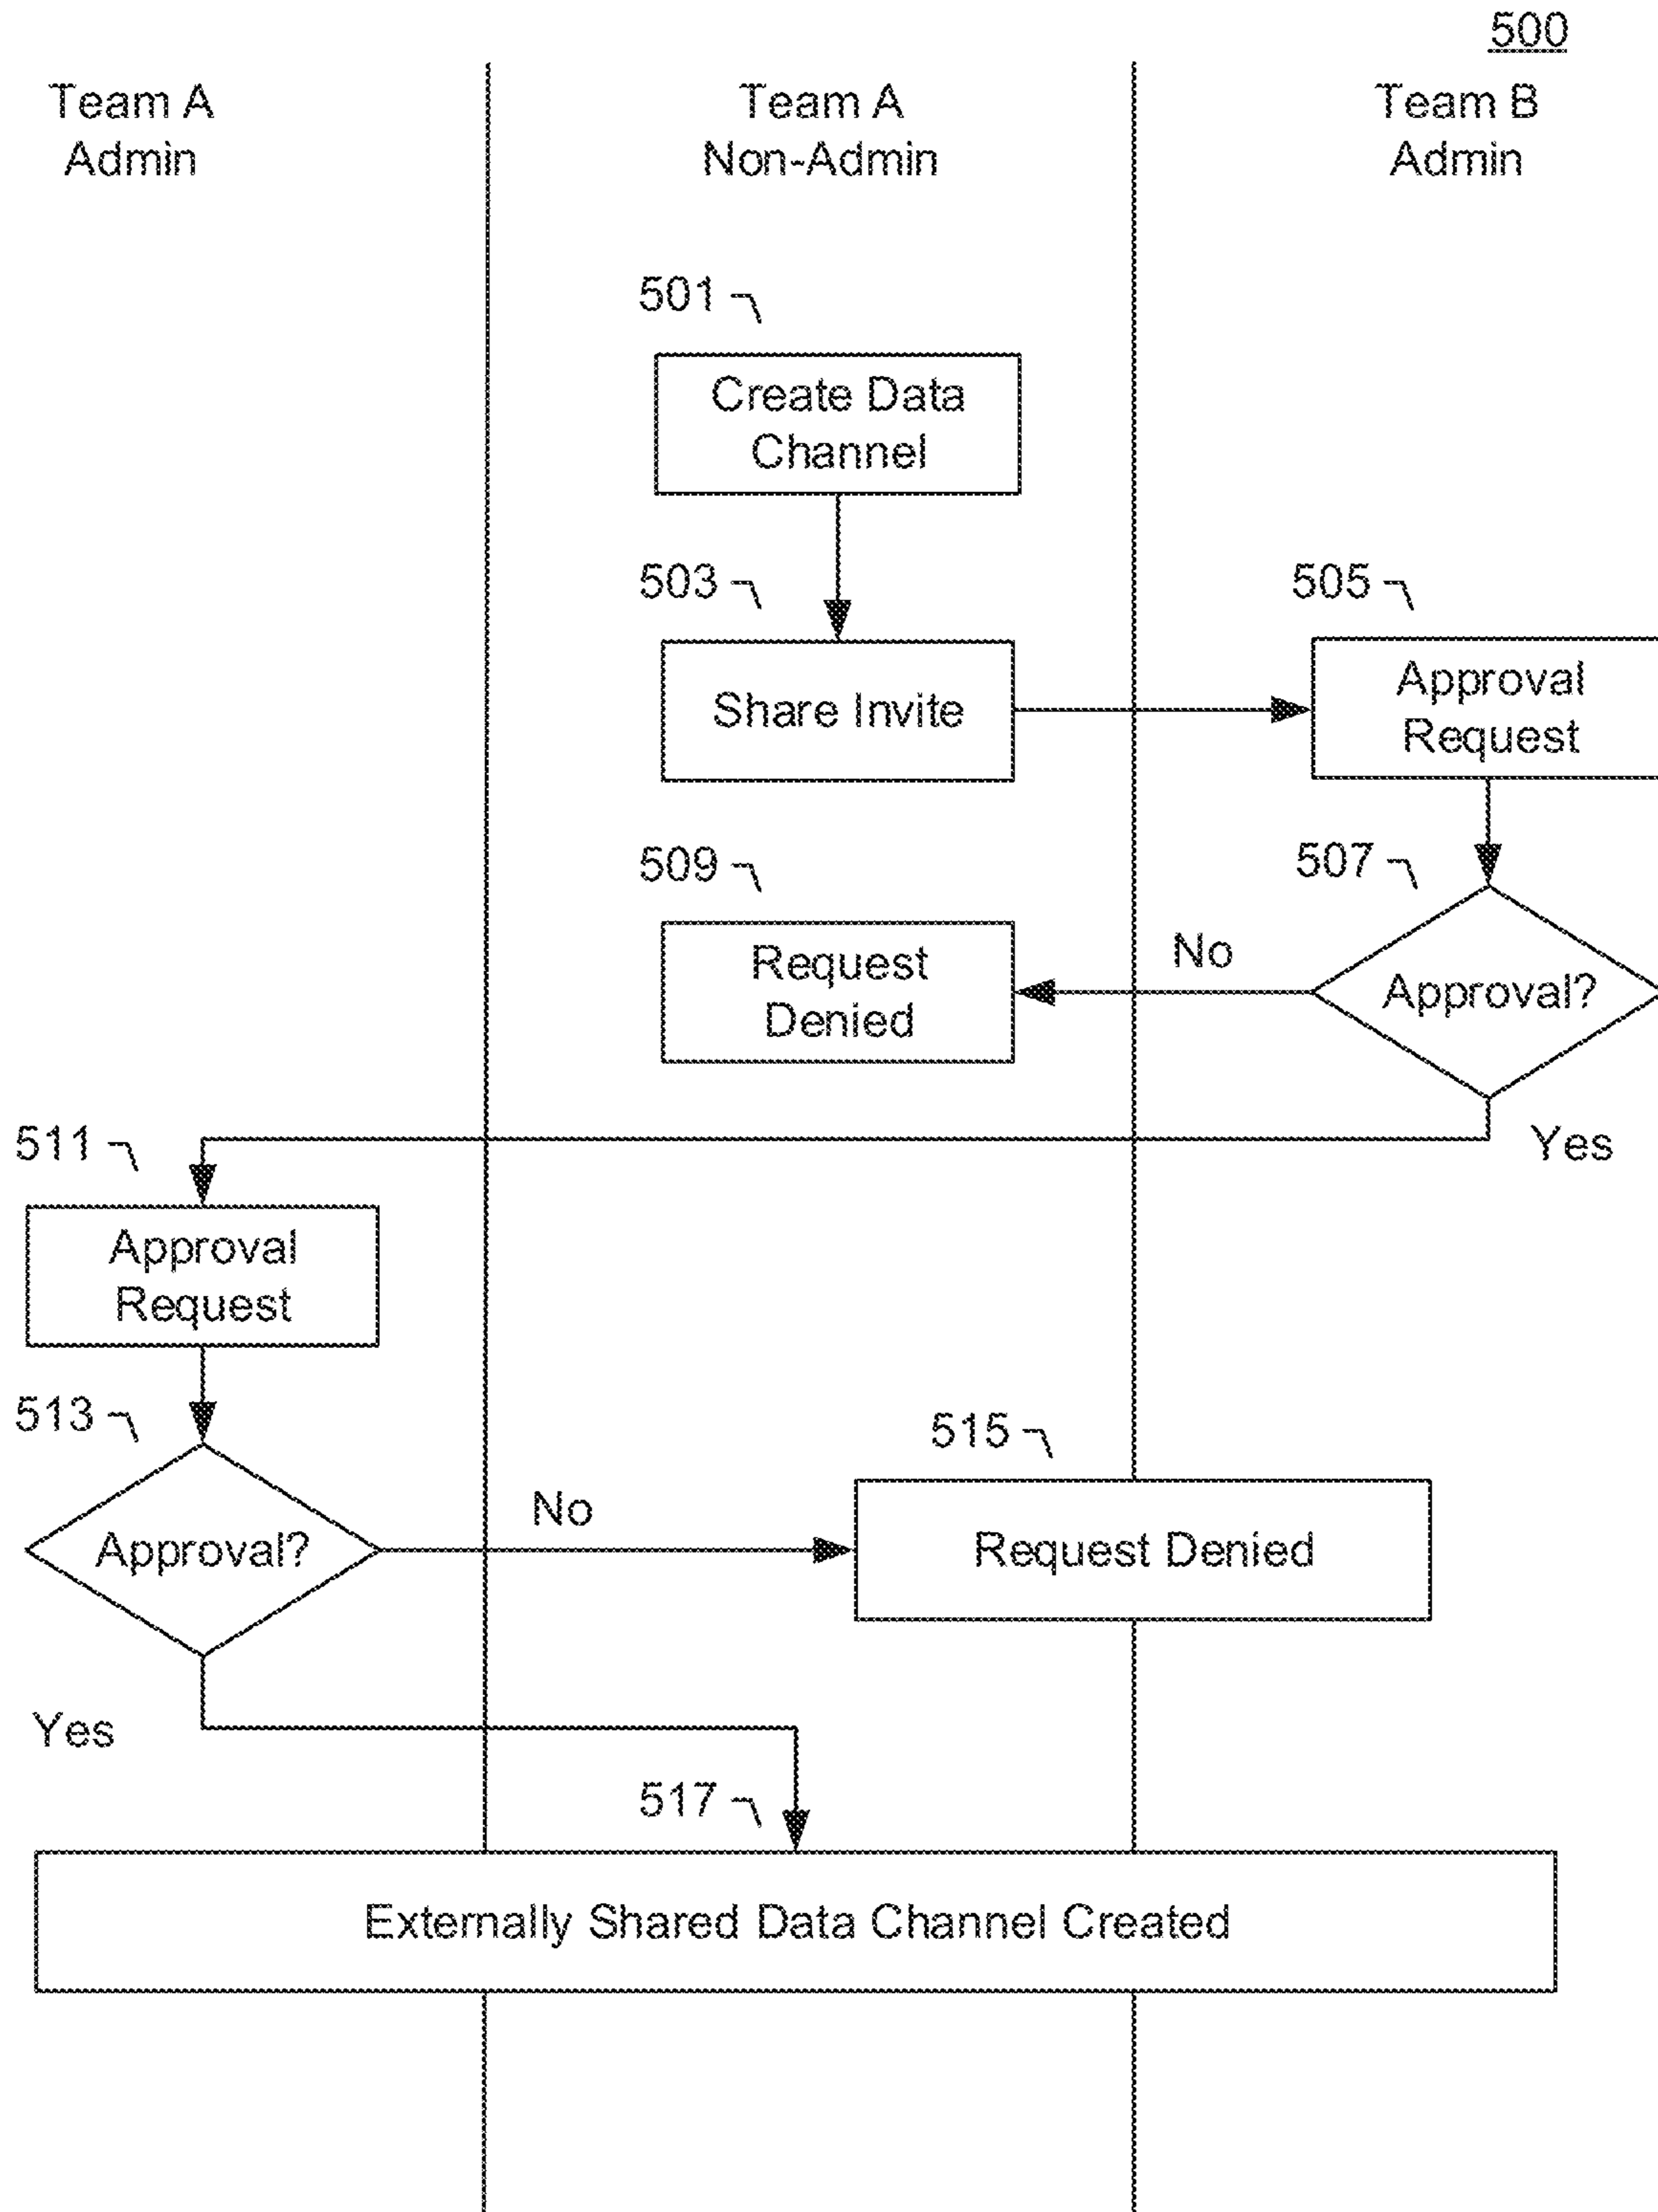 500
Team A
Admin
Team A
Non-Admin
Team B
Admin
501
Create Data
Channel
503
Share Invite
505
Approval
Request
507
Approval?
No
509
Request
Denied
Yes
511
Approval
Request
513
Approval?
No
515
Request Denied
Yes
517
Externally Shared Data Channel Created